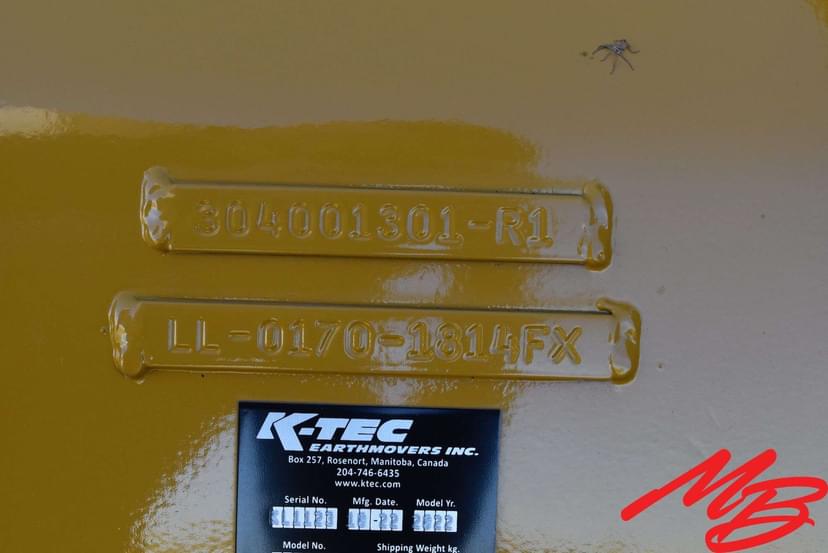 304001301-R1
LL-0170-1814FX
K-TEC
EARTHMOVERS INC.
Box 257, Rosenort, Manitoba, Canada
204-746-6435
www.ktec.com
Serial No. Mfg. Date. Model Yr.
Model No. Shipping Weight kg.
MB